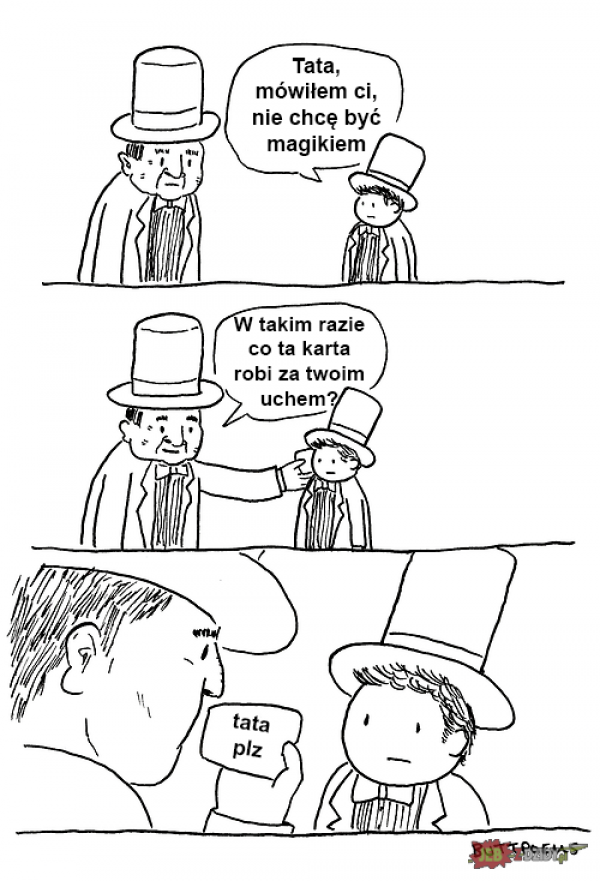 Tata,
mówiłem ci,
nie chcę być
magikiem
W takim razie
co ta karta
robi za twoim
uchem?
tata
plz